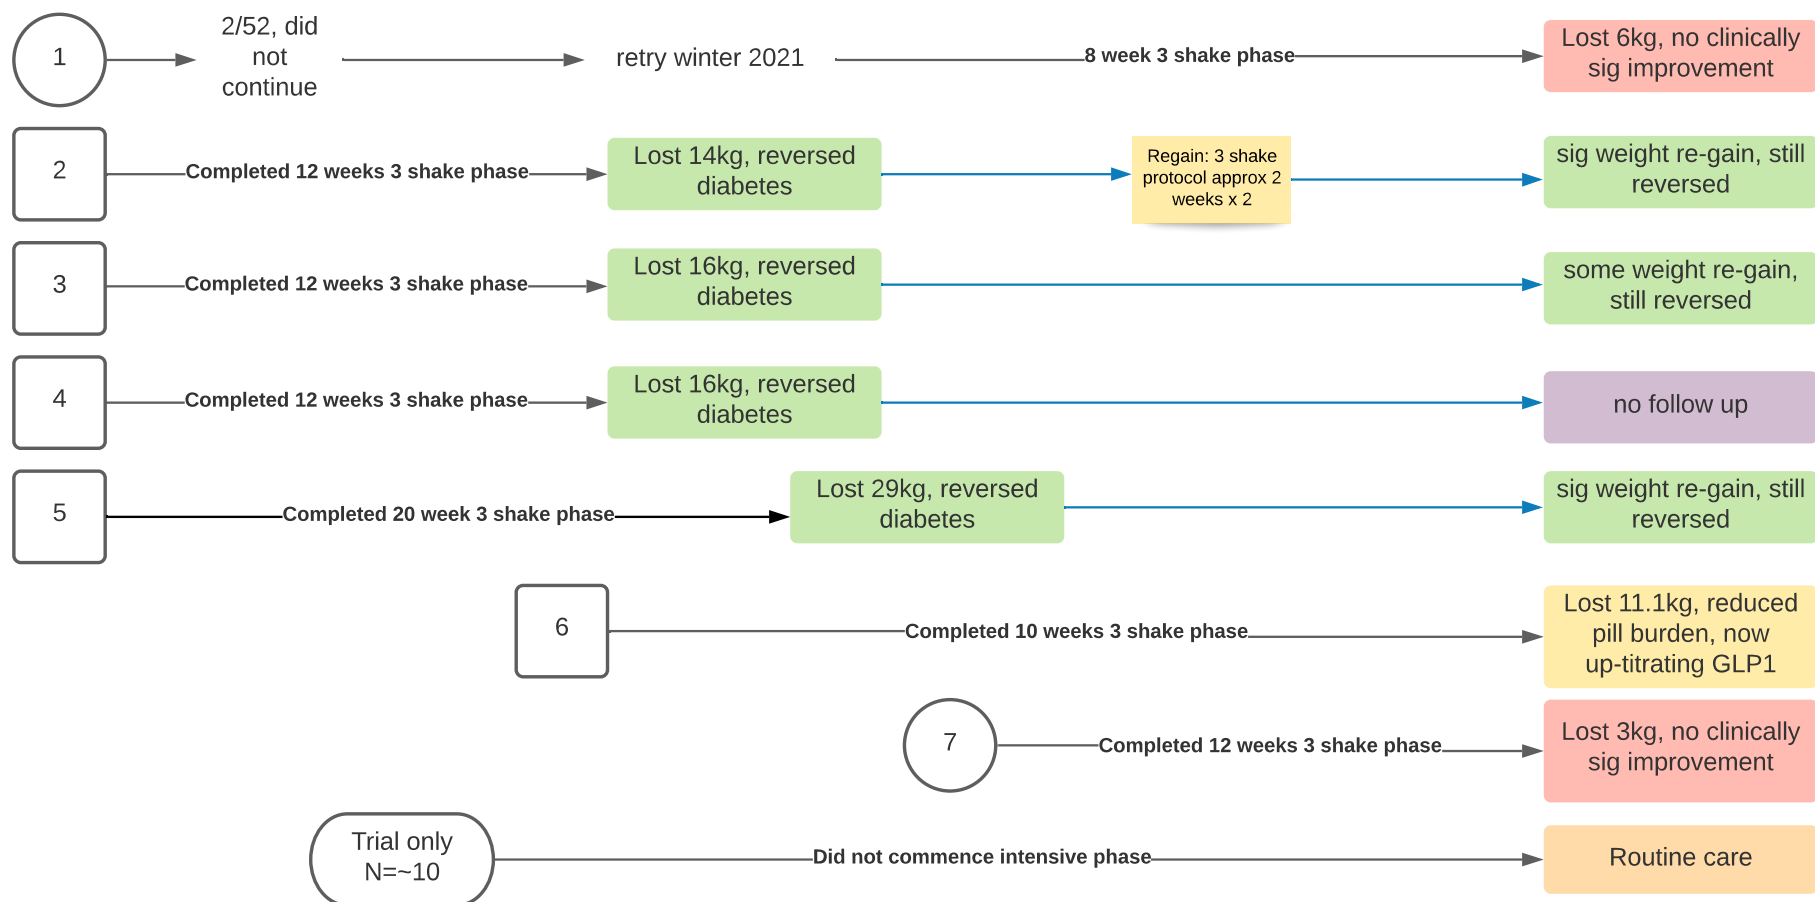 1
2/52, did
not
continue
retry winter 2021
8 week 3 shake phase
Lost 6kg, no clinically
sig improvement
2
Completed 12 weeks 3 shake phase
Lost 14kg, reversed
diabetes
Regain: 3 shake
protocol approx 2
weeks x 2
sig weight re-gain, still
reversed
3
Completed 12 weeks 3 shake phase
Lost 16kg, reversed
diabetes
some weight re-gain,
still reversed
4
Completed 12 weeks 3 shake phase
Lost 16kg, reversed
diabetes
no follow up
5
Completed 20 week 3 shake phase
Lost 29kg, reversed
diabetes
sig weight re-gain, still
reversed
6
Completed 10 weeks 3 shake phase
Lost 11.1kg, reduced
pill burden, now
up-titrating GLP1
7
Completed 12 weeks 3 shake phase
Lost 3kg, no clinically
sig improvement
Trial only
N=~10
Did not commence intensive phase
Routine care